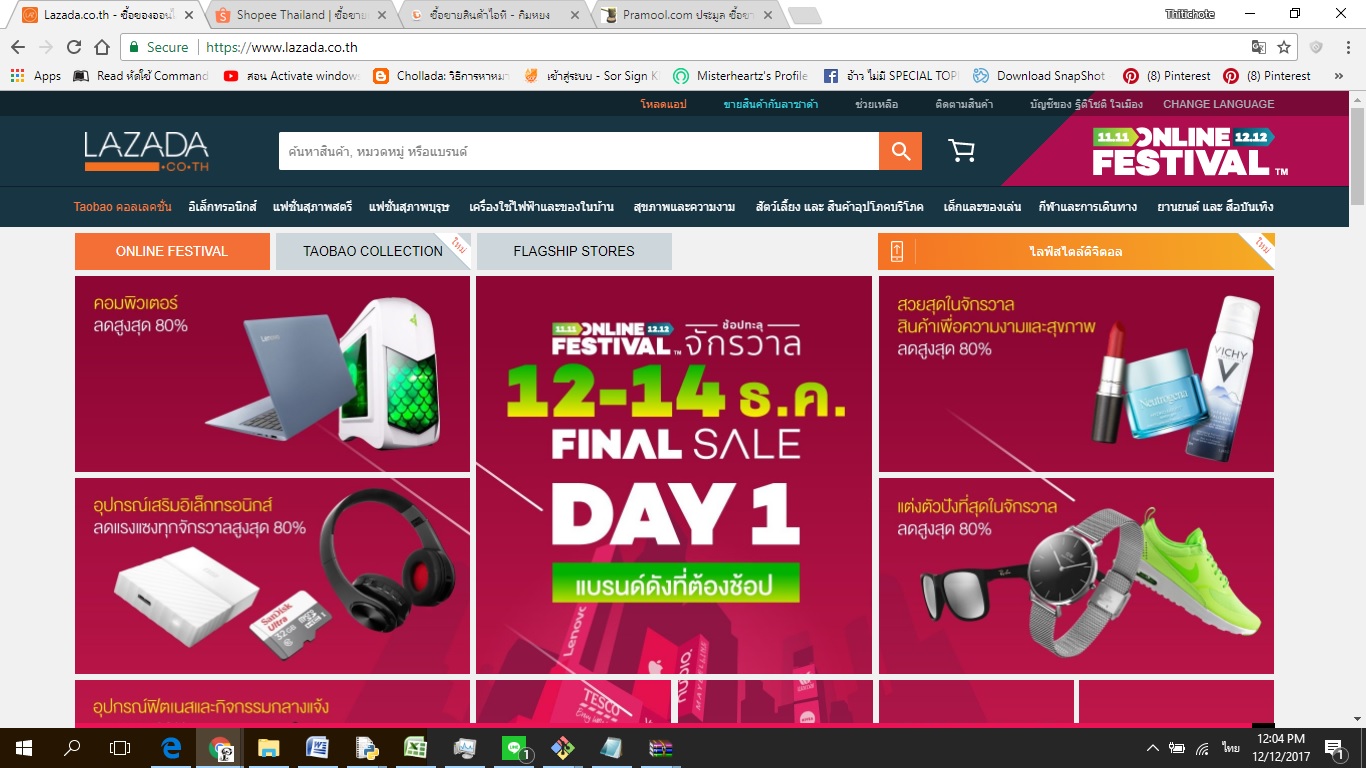 Lazada.co.th - ซื้อของออนไ
Shopee Thailand | ซื้อขาย
ซื้อขายสินค้าไอที - กิมหยง
Pramool.com ประมูล ซื้อขา
Thitichote
Secure
https://www.lazada.co.th
Apps
Read หัดใช้ Command
สอน Activate window
Chollada: วิธีการหาหมา
เข้าสู่ระบบ - Sor Sign K
Misterheartz's Profile
อ้าว ไม่มี SPECIAL TOP
Download SnapShot
(8) Pinterest
(8) Pinterest
»
โหลดแอป
ขายสินค้ากับลาซาด้า
ช่วยเหลือ
ติดตามสินค้า
บัญชีของ ฐิติโชติ ใจเมือง
CHANGE LANGUAGE
LAZADA
.CO.TH
ค้นหาสินค้า, หมวดหมู่ หรือแบรนด์
11.11 ONLINE 12.12
FESTIVAL TM
Taobao คอลเลคชั่น
อิเล็กทรอนิกส์
แฟชั่นสุภาพสตรี
แฟชั่นสุภาพบุรุษ
เครื่องใช้ไฟฟ้าและของในบ้าน
สุขภาพและความงาม
สัตว์เลี้ยง และ สินค้าอุปโภคบริโภค
เด็กและของเล่น
กีฬาและการเดินทาง
ยานยนต์ และ สื่อบันเทิง
ONLINE FESTIVAL
TAOBAO COLLECTION
ใหม่
FLAGSHIP STORES
ไลฟ์สไตล์ดิจิตอล
ใหม่
คอมพิวเตอร์
ลดสูงสุด 80%
Lenovo
11.11 ONLINE 12.12
FESTIVAL TM
ช้อปทะลุ
จักรวาล
12-14 ธ.ค.
FINAL SALE
DAY 1
แบรนด์ดังที่ต้องช้อป
Lenovo
TESCO
สวยสุดในจักรวาล
สินค้าเพื่อความงามและสุขภาพ
ลดสูงสุด 80%
Neutrogena
VICHY
อุปกรณ์เสริมอิเล็กทรอนิกส์
ลดแรงแซงทุกจักรวาลสูงสุด 80%
SanDisk
Ultra
32GB
แต่งตัวปังที่สุดในจักรวาล
ลดสูงสุด 80%
Ray-Ban
อุปกรณ์ฟิตเนสและกิจกรรมกลางแจ้ง
1
ไทย
12:04 PM
12/12/2017
1